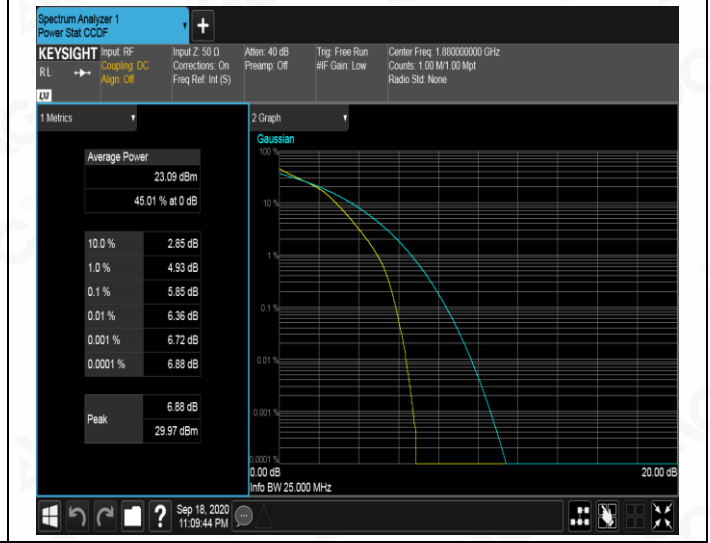 Spectrum Analyzer 1
Power Stat CCDF
+
KEYSIGHT
RL
LXI
Input: RF
Coupling: DC
Align: Off
Input Z: 50 Ω
Corrections: On
Freq Ref: Int (S)
Atten: 40 dB
Preamp: Off
Trig: Free Run
#IF Gain: Low
Center Freq: 1.880000000 GHz
Counts: 1.00 M/1.00 Mpt
Radio Std: None
1 Metrics
Average Power
23.09 dBm
45.01 % at 0 dB
10.0 % 2.85 dB
1.0 % 4.93 dB
0.1 % 5.85 dB
0.01 % 6.36 dB
0.001 % 6.72 dB
0.0001 % 6.88 dB
Peak 6.88 dB
29.97 dBm
2 Graph
Gaussian
100 %
10 %
1 %
0.1 %
0.01 %
0.001 %
0.0001 %
0.00 dB 20.00 dB
Info BW 25.000 MHz
?
Sep 18, 2020
11:09:44 PM